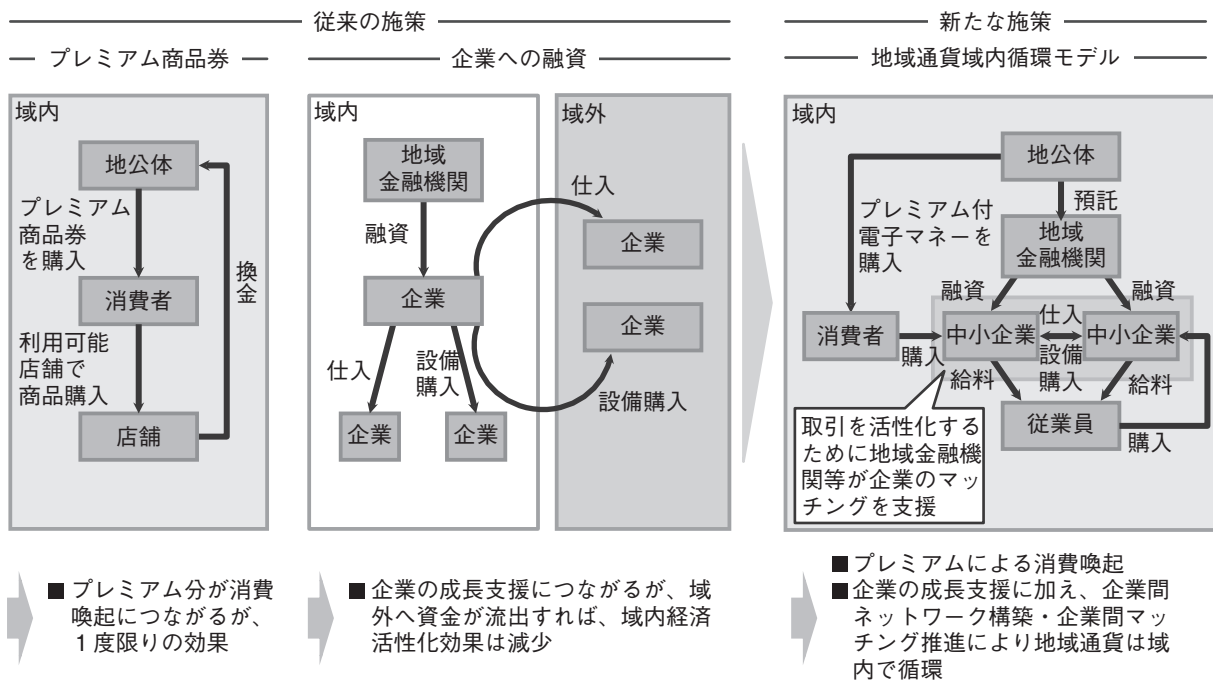 従来の施策
プレミアム商品券
企業への融資
新たな施策
地域通貨域内循環モデル
域内
地公体
プレミアム
商品券
を購入
消費者
利用可能
店舗で
商品購入
店舗
換金
域内
地域
金融機関
融資
企業
仕入
設備
購入
企業
企業
域外
仕入
企業
企業
設備購入
域内
地公体
プレミアム付
電子マネーを
購入
預託
地域
金融機関
融資
融資
消費者
購入
中小企業
仕入
設備
購入
中小企業
給料
給料
従業員
購入
取引を活性化する
ために地域金融機
関等が企業のマッ
チングを支援
■プレミアム分が消費
喚起につながるが、
1度限りの効果
■企業の成長支援につながるが、域
外へ資金が流出すれば、域内経済
活性化効果は減少
■プレミアムによる消費喚起
■企業の成長支援に加え、企業間
ネットワーク構築・企業間マッ
チング推進により地域通貨は域
内で循環